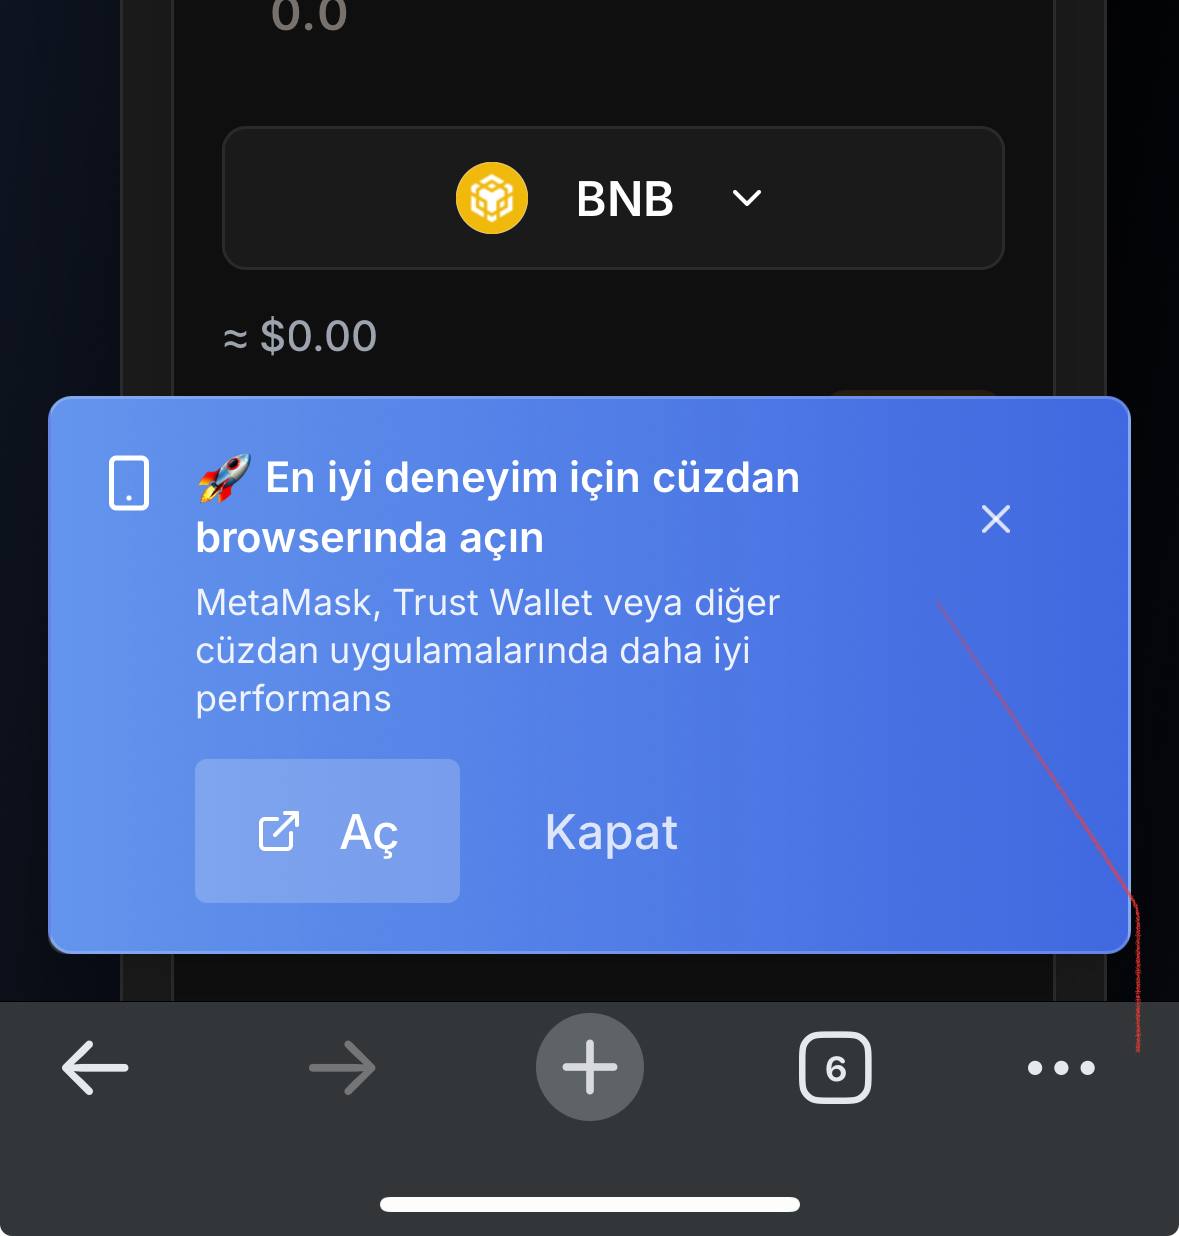 0.0
BNB
≈ $0.00
🚀 En iyi deneyim için cüzdan
browserında açın
MetaMask, Trust Wallet veya diğer
cüzdan uygulamalarında daha iyi
performans
Aç
Kapat
6